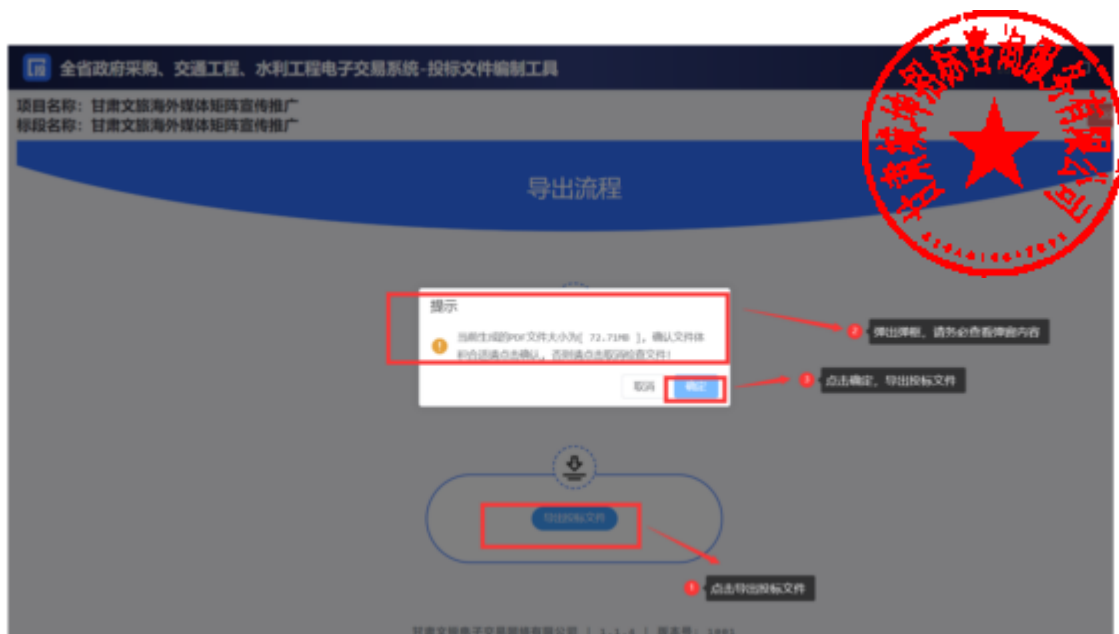 全省政府采购、交通工程、水利工程电子交易系统-投标文件编制工具
项目名称：甘肃文旅海外媒体矩阵宣传推广
标段名称：甘肃文旅海外媒体矩阵宣传推广
导出流程
提示
当前生成的PDF文件大小为[ 72.71MB ]，确认文件体
积合适请点击确认，否则请点击取消检查文件！
取消
确定
2 弹出弹框，请务必查看弹窗内容
3 点击确定，导出投标文件
导出投标文件
1 点击导出投标文件